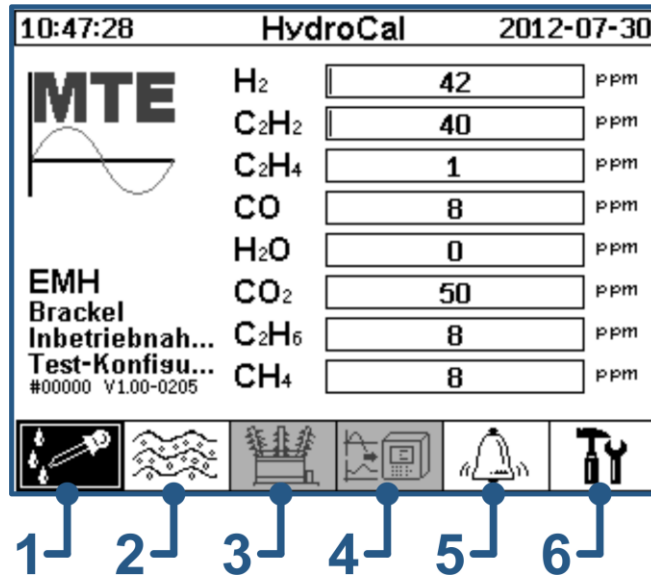 10:47:28 HydroCal 2012-07-30
MTE
H₂ 42 ppm
C₂H₂ 40 ppm
C₂H₄ 1 ppm
CO 8 ppm
H₂O 0 ppm
CO₂ 50 ppm
C₂H₆ 8 ppm
CH₄ 8 ppm
EMH
Brackel
Inbetriebnah...
Test-Konfigu...
#00000 V1.00-0205
1 2 3 4 5 6